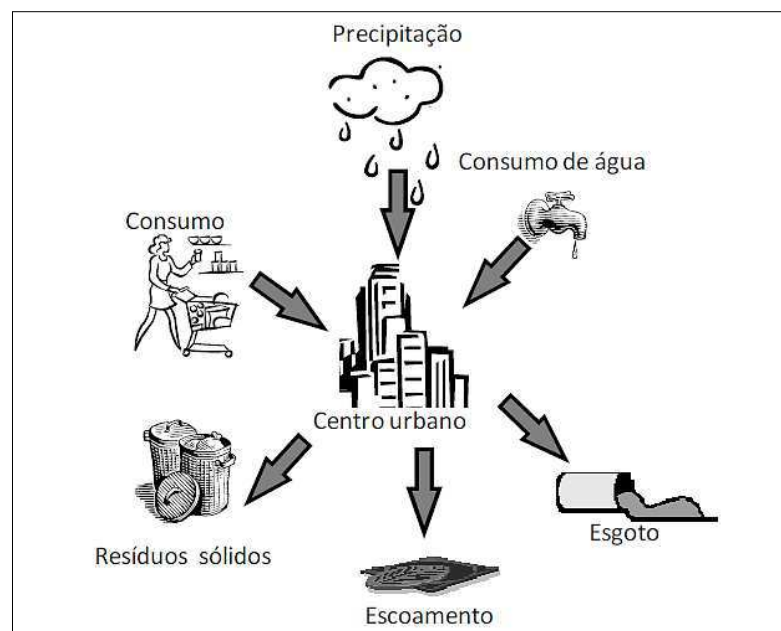 Precipitação
Consumo de água
Consumo
Centro urbano
Resíduos sólidos
Escoamento
Esgoto